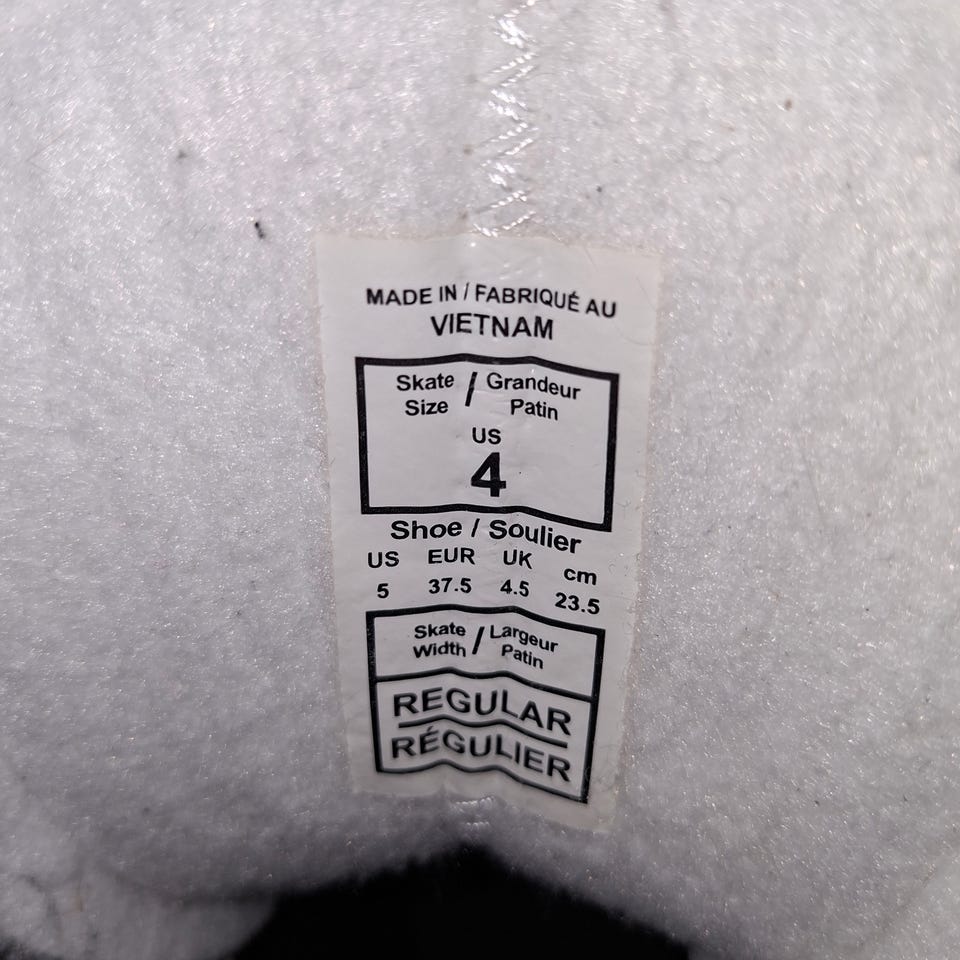 MADE IN / FABRIQUÉ AU
VIETNAM
Skate / Grandeur
Size Patin
US
4
Shoe / Soulier
US EUR UK cm
5 37.5 4.5 23.5
Skate / Largeur
Width Patin
REGULAR
RÉGULIER